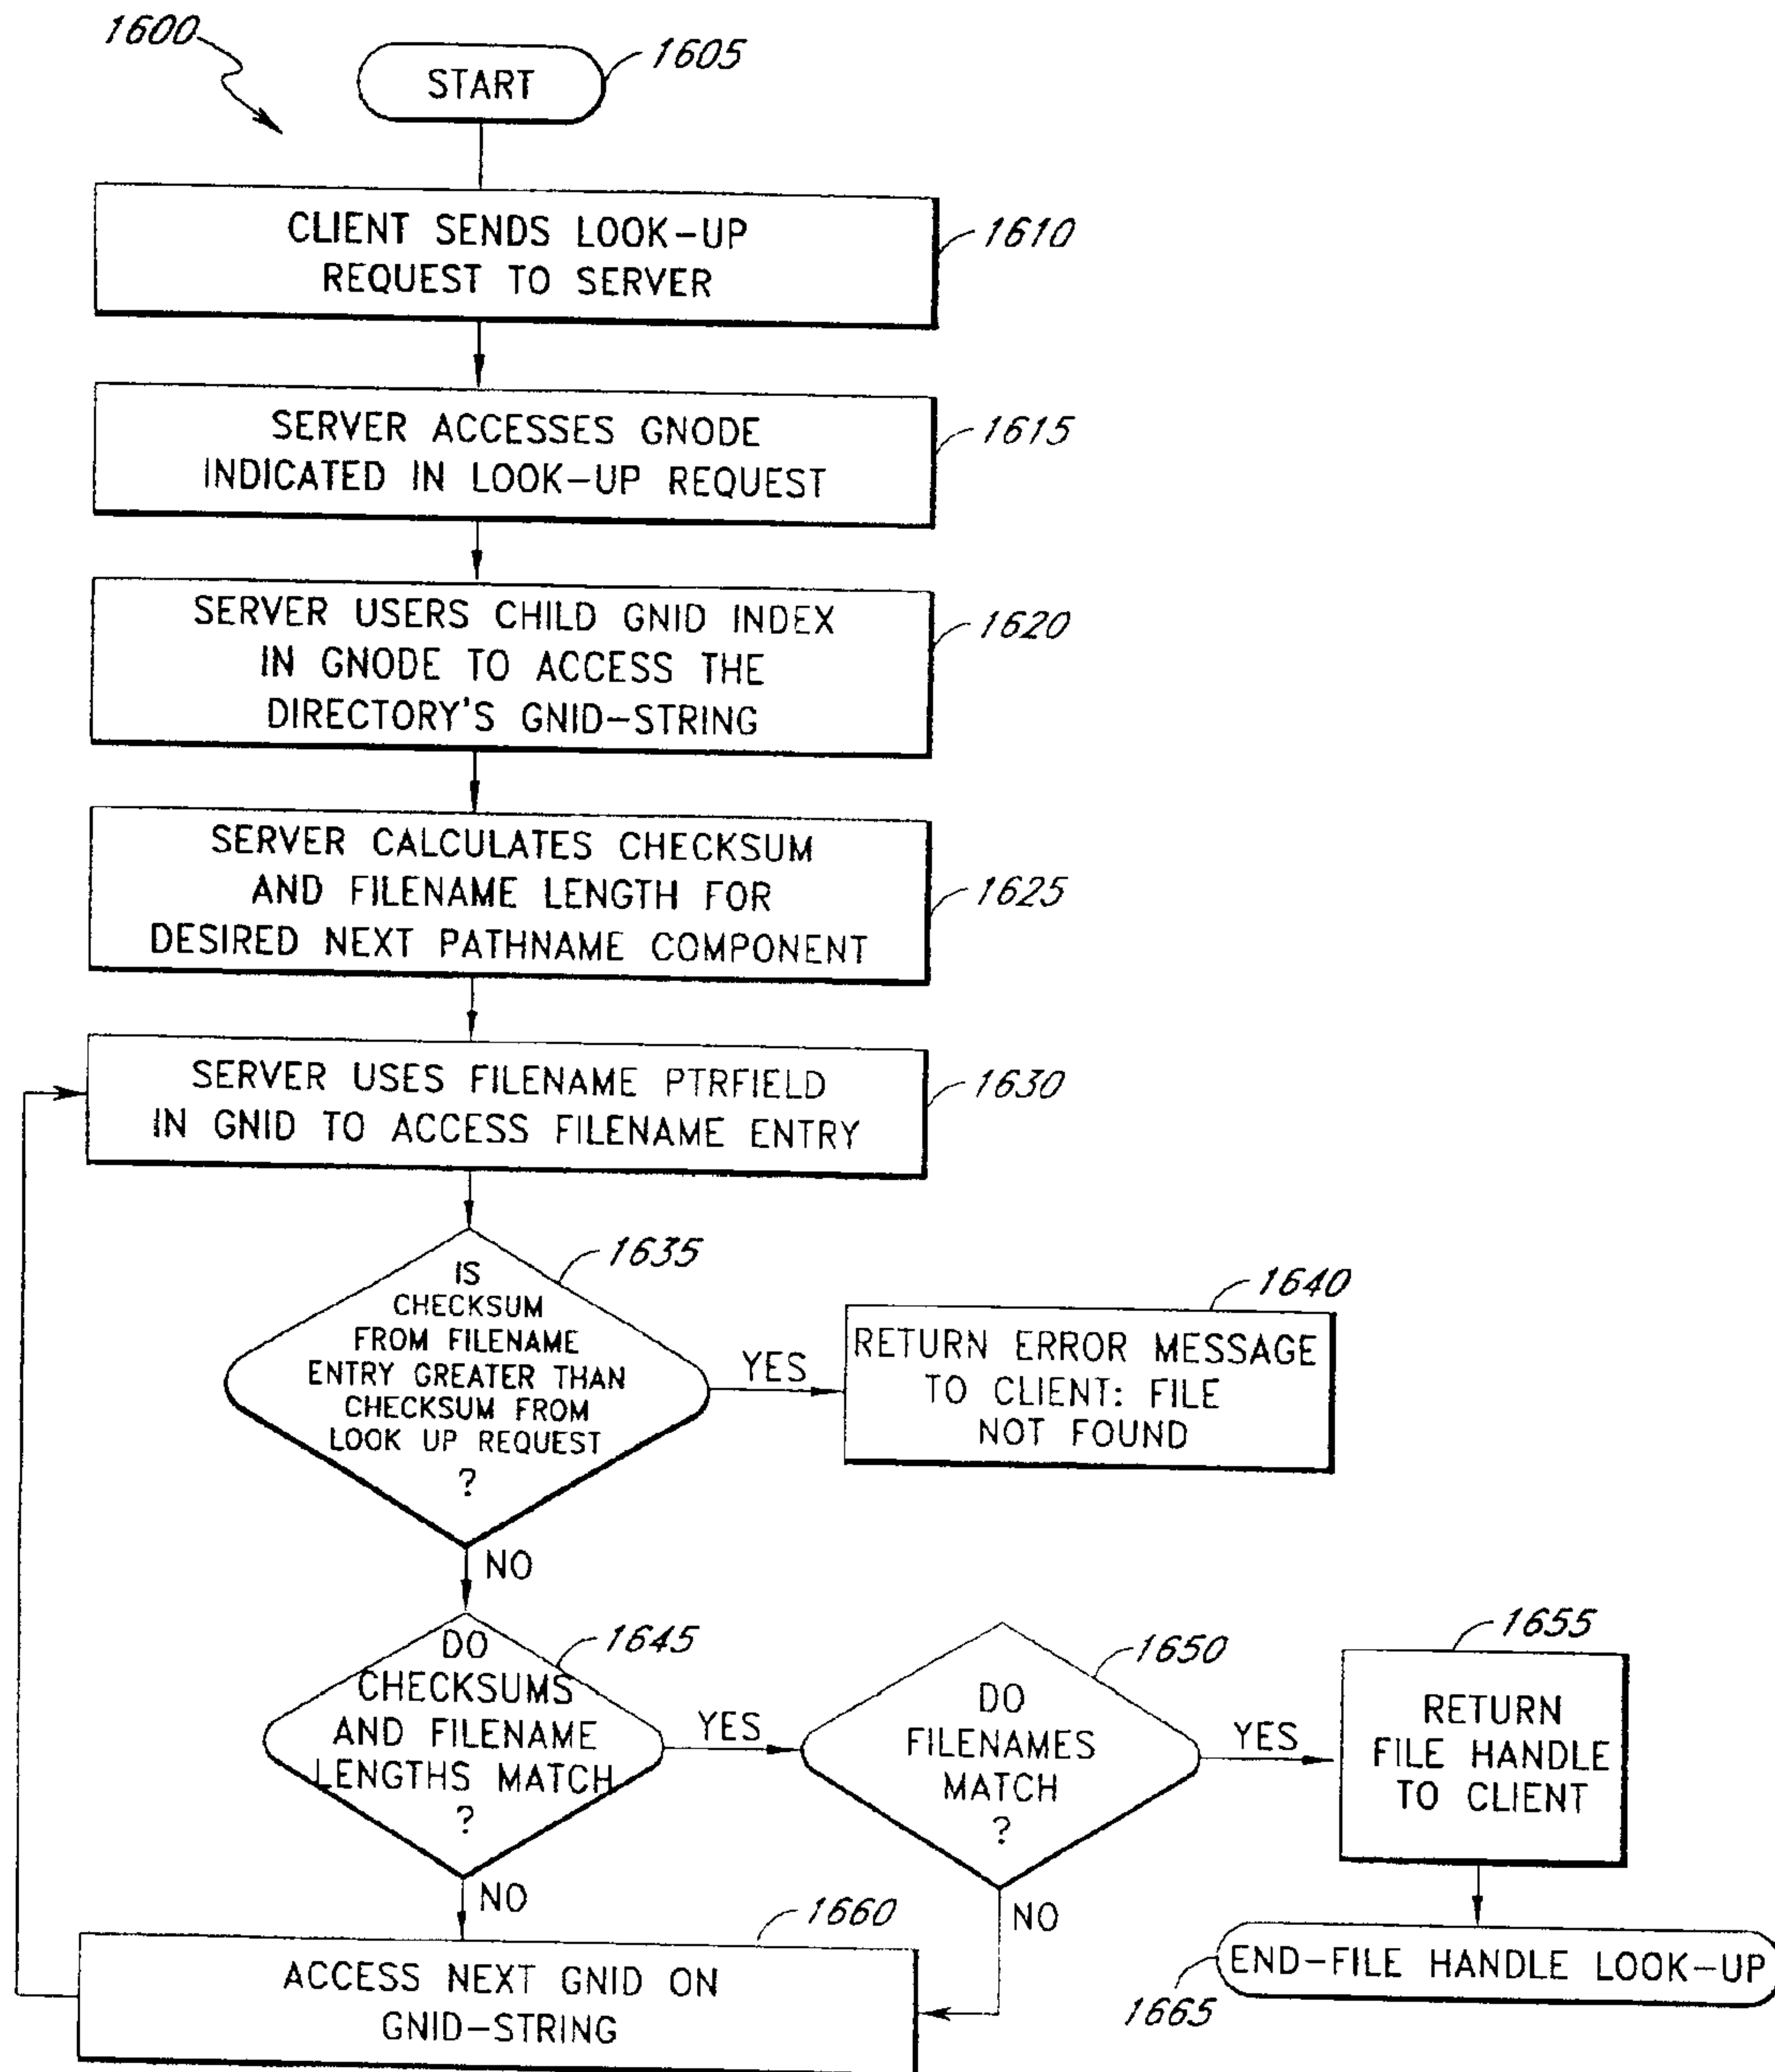 1600
START
1605
CLIENT SENDS LOOK-UP
REQUEST TO SERVER
1610
SERVER ACCESSES GNODE
INDICATED IN LOOK-UP REQUEST
1615
SERVER USERS CHILD GNID INDEX
IN GNODE TO ACCESS THE
DIRECTORY'S GNID-STRING
1620
SERVER CALCULATES CHECKSUM
AND FILENAME LENGTH FOR
DESIRED NEXT PATHNAME COMPONENT
1625
SERVER USES FILENAME PTRFIELD
IN GNID TO ACCESS FILENAME ENTRY
1630
IS
CHECKSUM
FROM FILENAME
ENTRY GREATER THAN
CHECKSUM FROM
LOOK UP REQUEST
?
1635
YES
RETURN ERROR MESSAGE
TO CLIENT: FILE
NOT FOUND
1640
NO
DO
CHECKSUMS
AND FILENAME
LENGTHS MATCH
?
1645
YES
DO
FILENAMES
MATCH
?
1650
YES
RETURN
FILE HANDLE
TO CLIENT
1655
NO
NO
ACCESS NEXT GNID ON
GNID-STRING
1660
END-FILE HANDLE LOOK-UP
1665